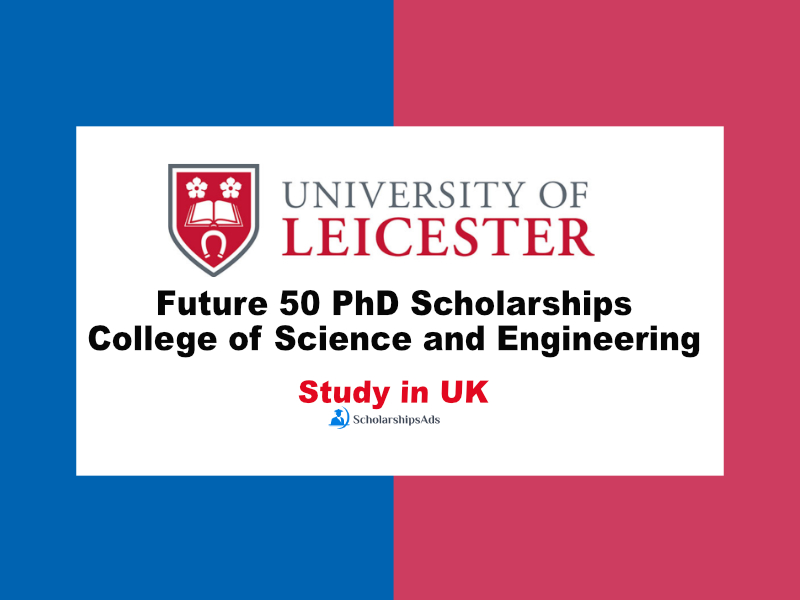 UNIVERSITY OF
LEICESTER
Future 50 PhD Scholarships
College of Science and Engineering
Study in UK
ScholarshipsAds